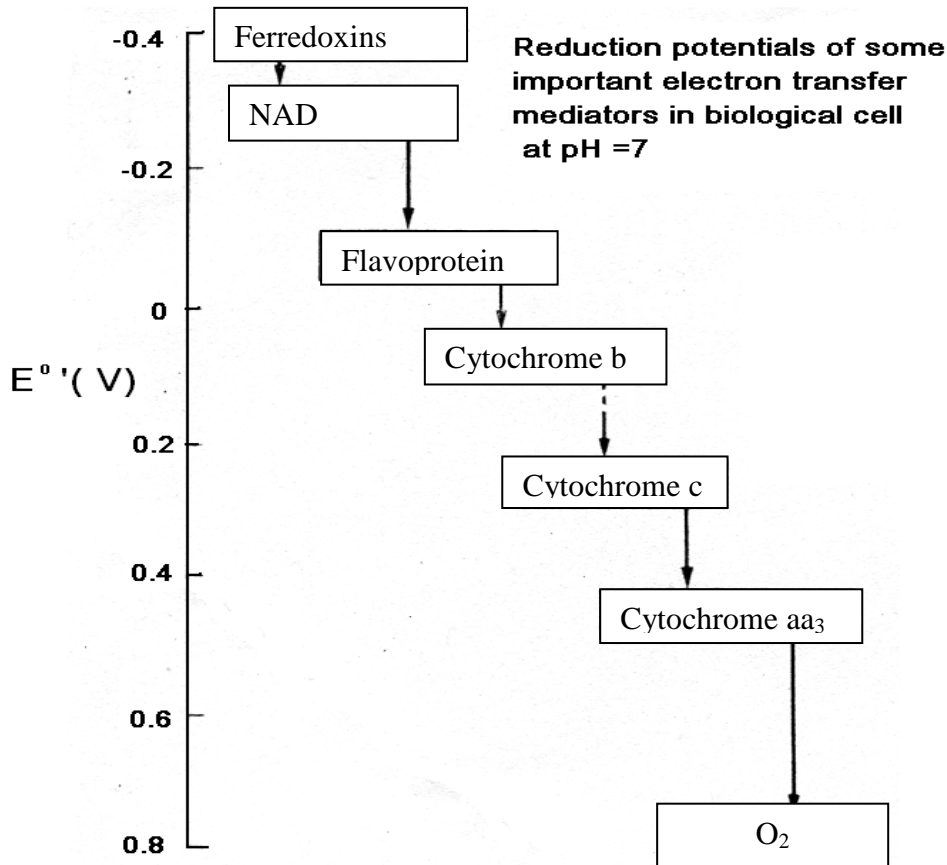 -0.4
Ferredoxins
Reduction potentials of some
important electron transfer
mediators in biological cell
at pH =7
NAD
-0.2
Flavoprotein
0
Cytochrome b
E°'( V)
0.2
Cytochrome c
0.4
Cytochrome aa₃
0.6
0.8
O₂